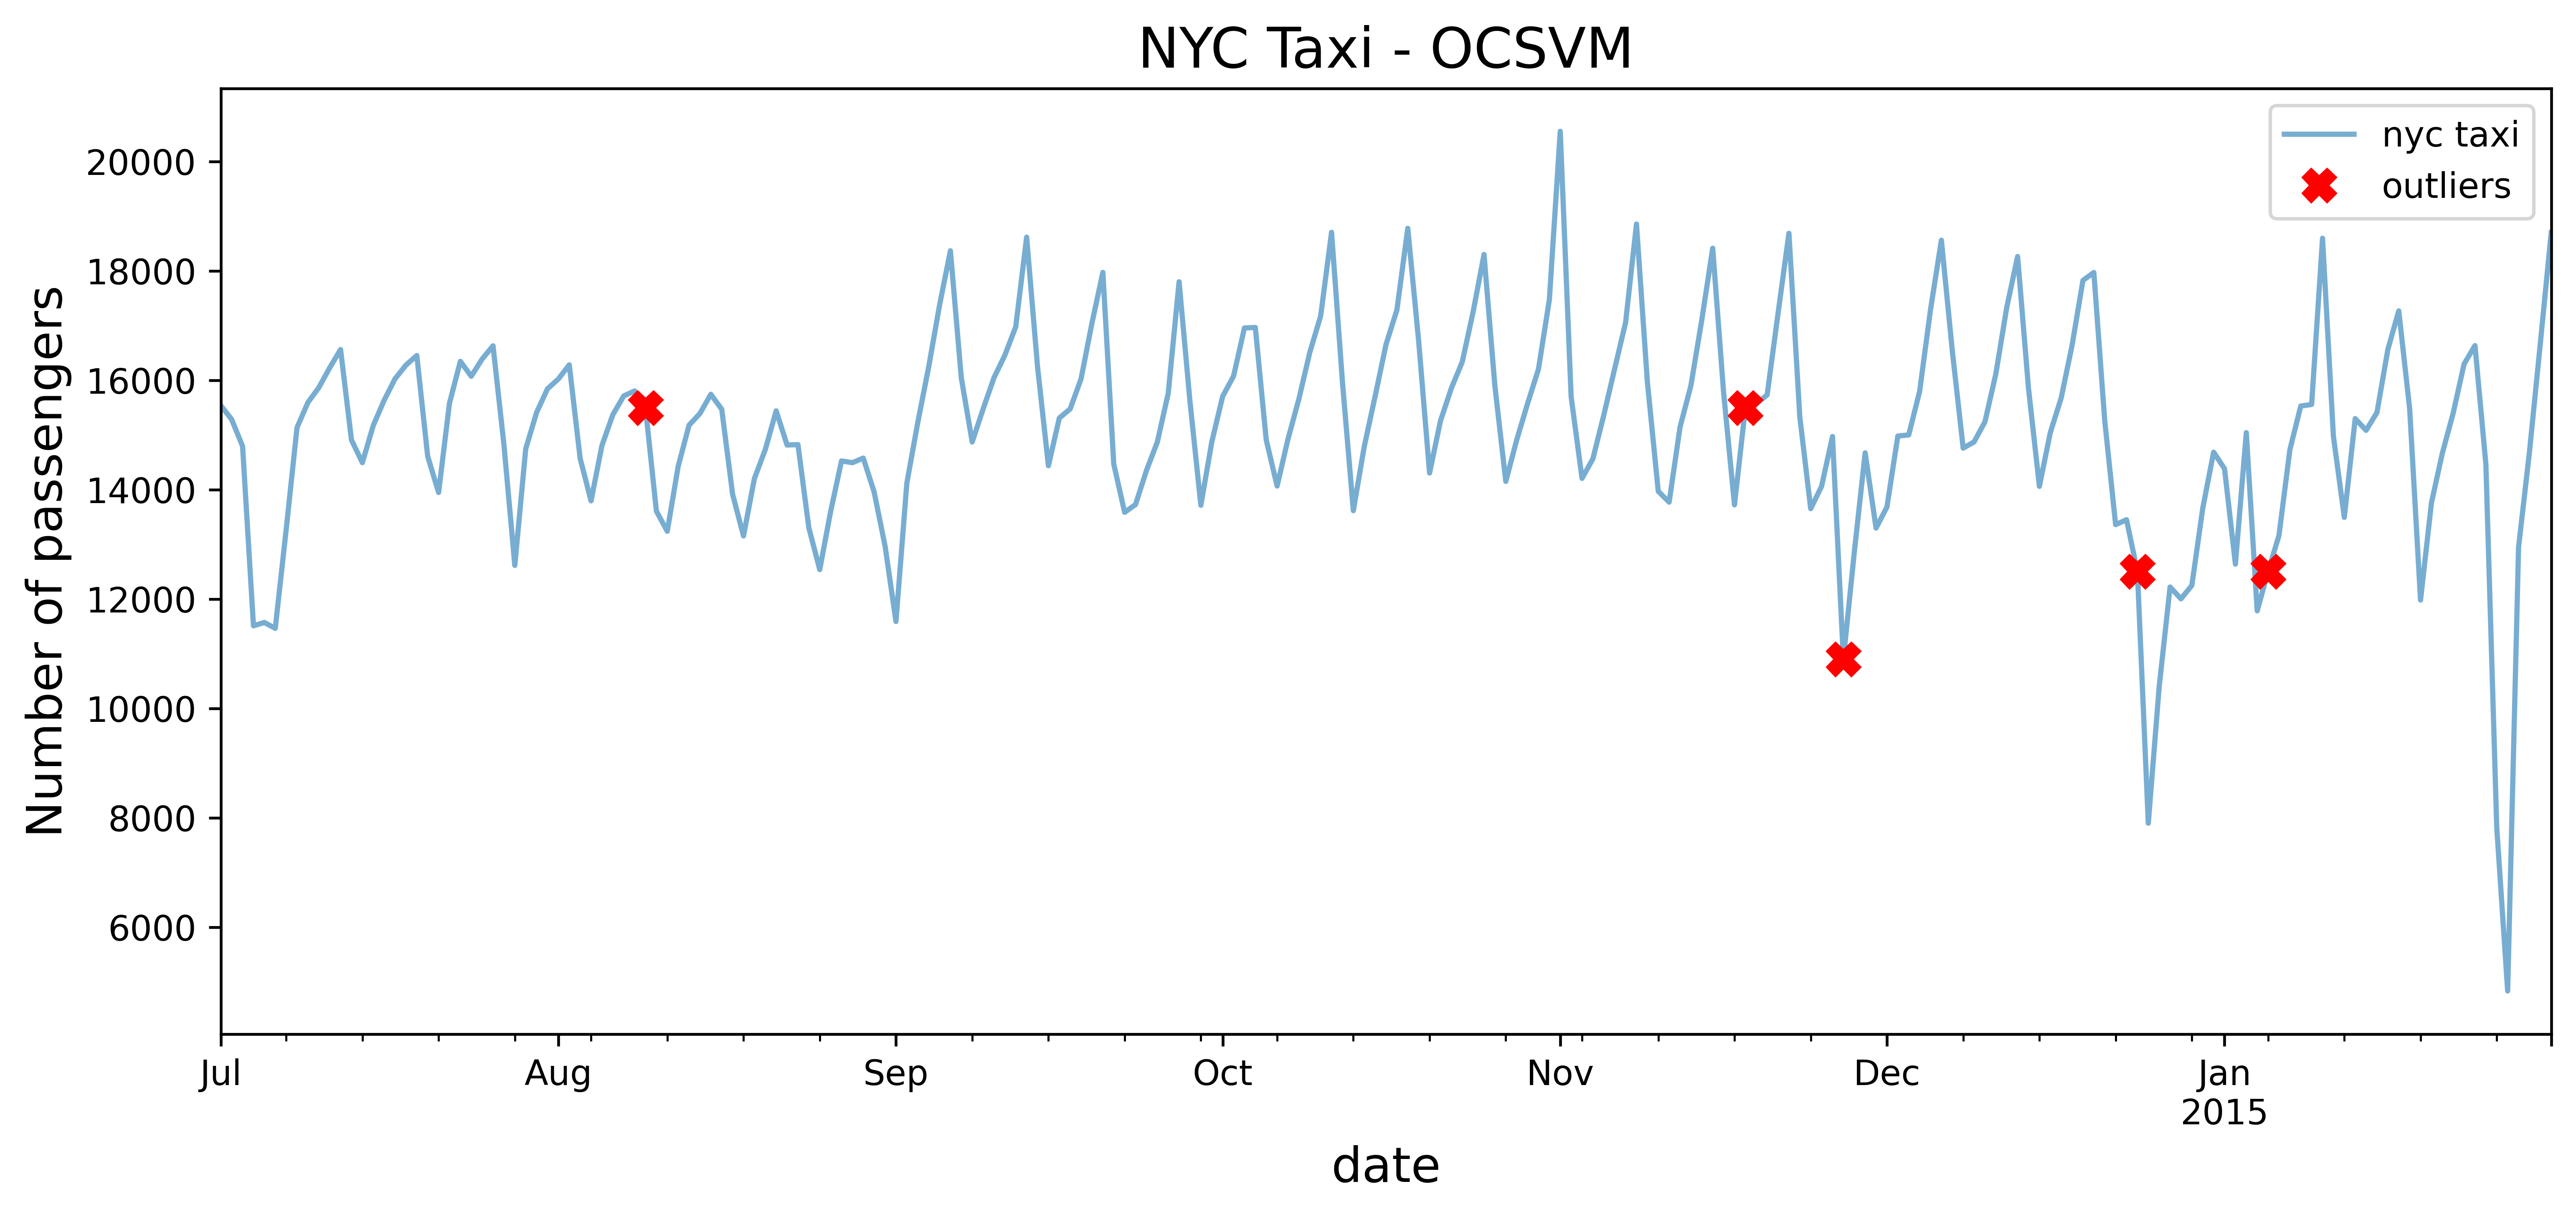 NYC Taxi - OCSVM
nyc taxi
outliers
Number of passengers
20000
18000
16000
14000
12000
10000
8000
6000
Jul
Aug
Sep
Oct
Nov
Dec
Jan
2015
date